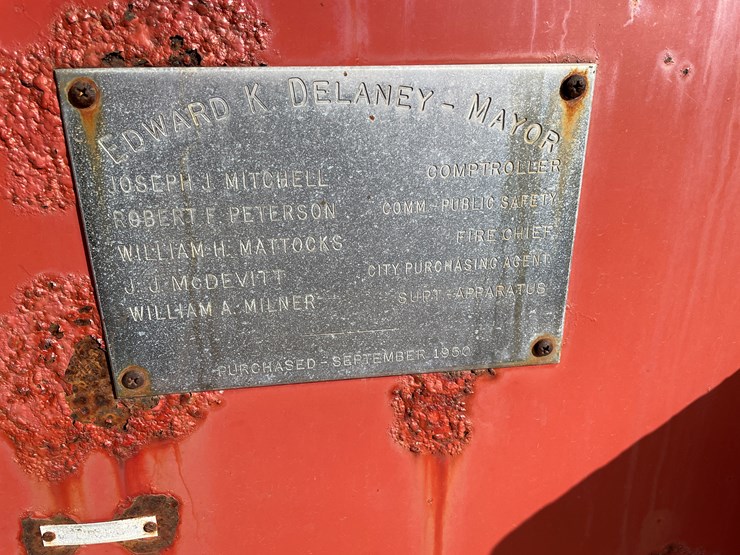 EDWARD K. DELANEY - MAYOR
JOSEPH J. MITCHELL COMPTROLLER
ROBERT F. PETERSON COMM. - PUBLIC SAFETY
WILLIAM H. MATTOCKS FIRE CHIEF
J. J. MCDEVITT CITY PURCHASING AGENT
WILLIAM A. MILNER SUPT. - APPARATUS
PURCHASED - SEPTEMBER 1950